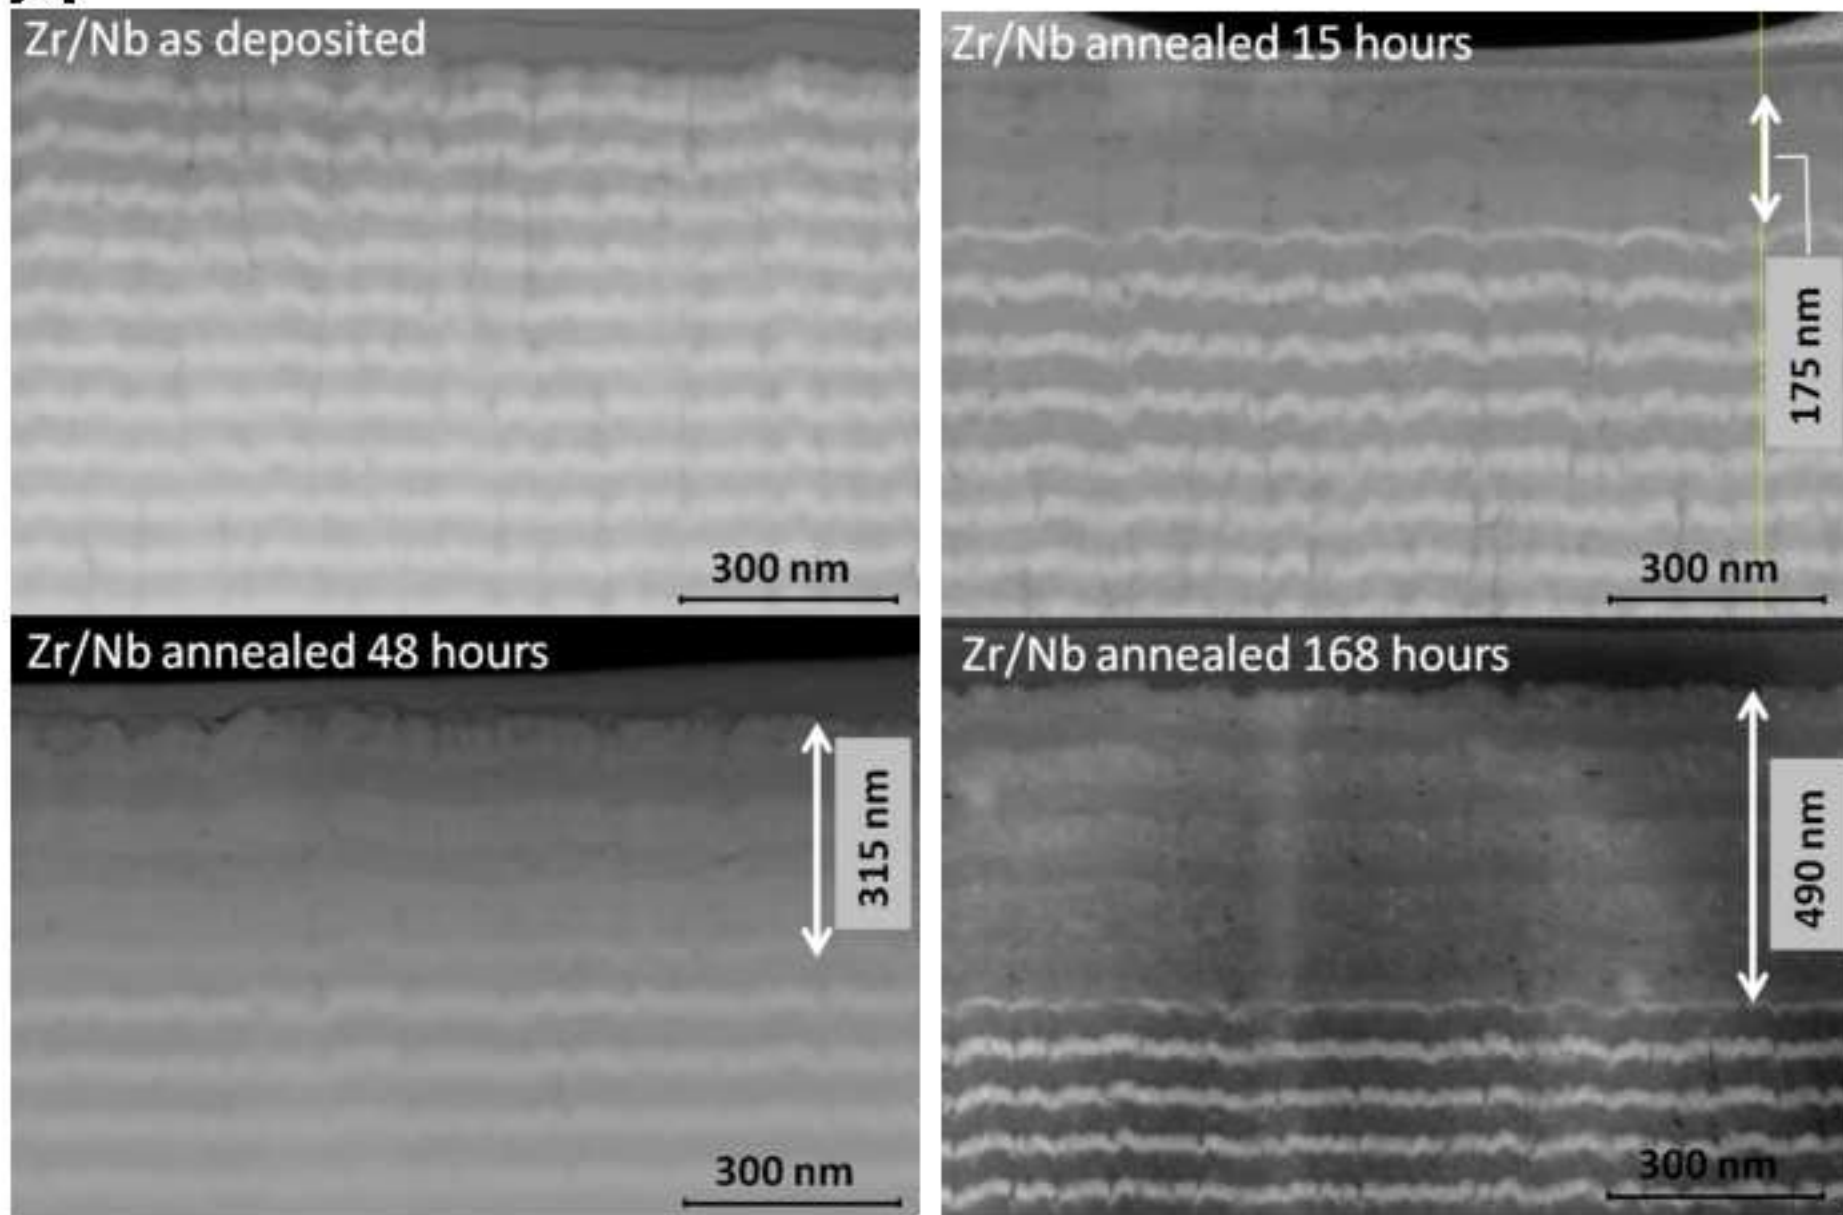 Zr/Nb as deposited
300 nm
Zr/Nb annealed 15 hours
175 nm
300 nm
Zr/Nb annealed 48 hours
315 nm
300 nm
Zr/Nb annealed 168 hours
490 nm
300 nm